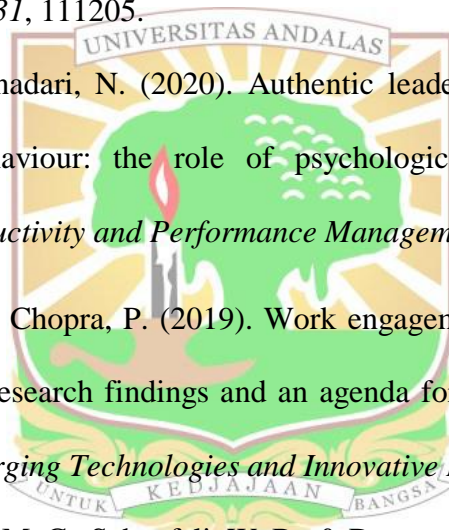 31, 111205.
UNIVERSITAS ANDALAS
nadari, N. (2020). Authentic leade
aviour: the role of psychologic
uctivity and Performance Managem
Chopra, P. (2019). Work engagen
esearch findings and an agenda fo
rging Technologies and Innovative
UNTUK KEDJAJAAN BANGSA